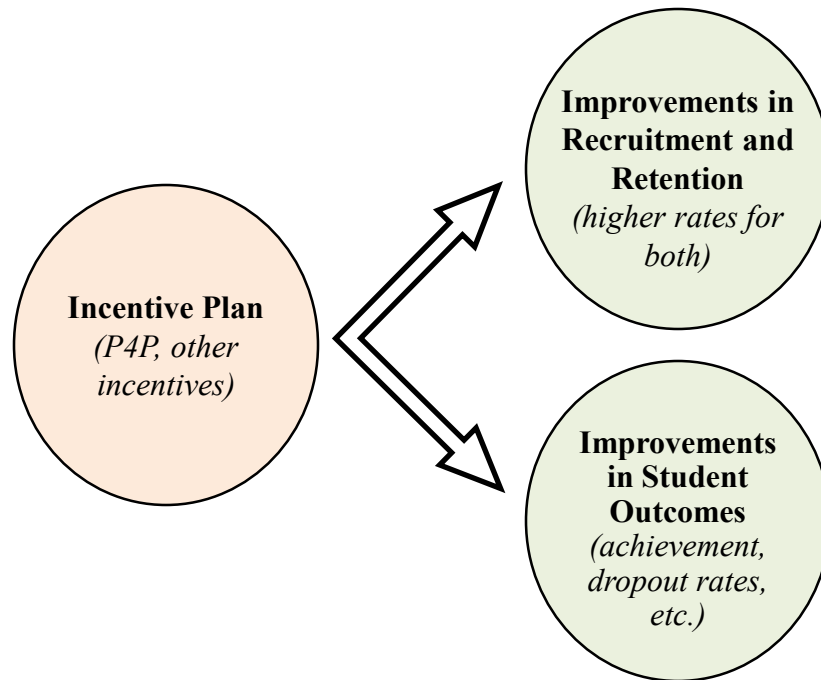 Incentive Plan
(P4P, other
incentives)
Improvements in
Recruitment and
Retention
(higher rates for
both)
Improvements
in Student
Outcomes
(achievement,
dropout rates,
etc.)